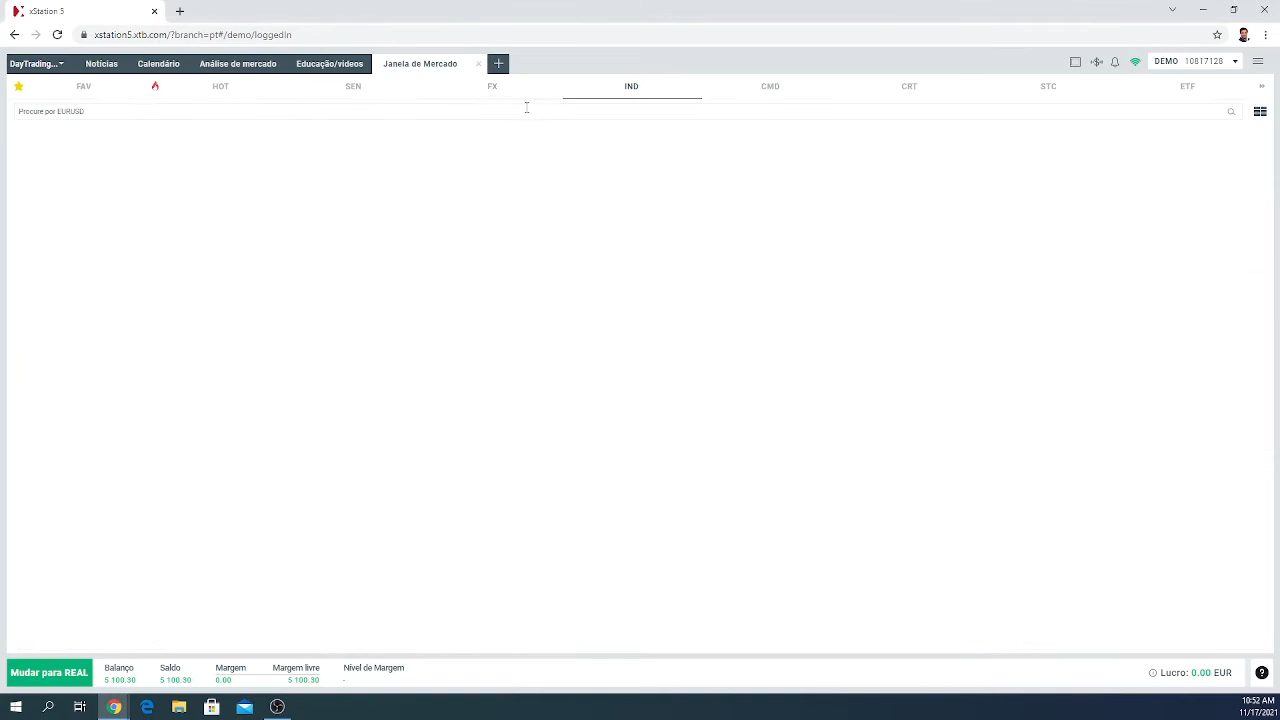 xStation 5
xstation5.xtb.com/?branch=pt#/demo/loggedIn
DayTrading... Notícias Calendário Análise de mercado Educação/videos Janela de Mercado
DEMO 10817128
FAV HOT SEN FX IND CMD CRT STC ETF
Procure por EURUSD
Mudar para REAL
Balanço Saldo Margem Margem livre Nível de Margem
5 100.30 5 100.30 0.00 5 100.30 -
Lucro: 0.00 EUR
10:52 AM
11/17/2021